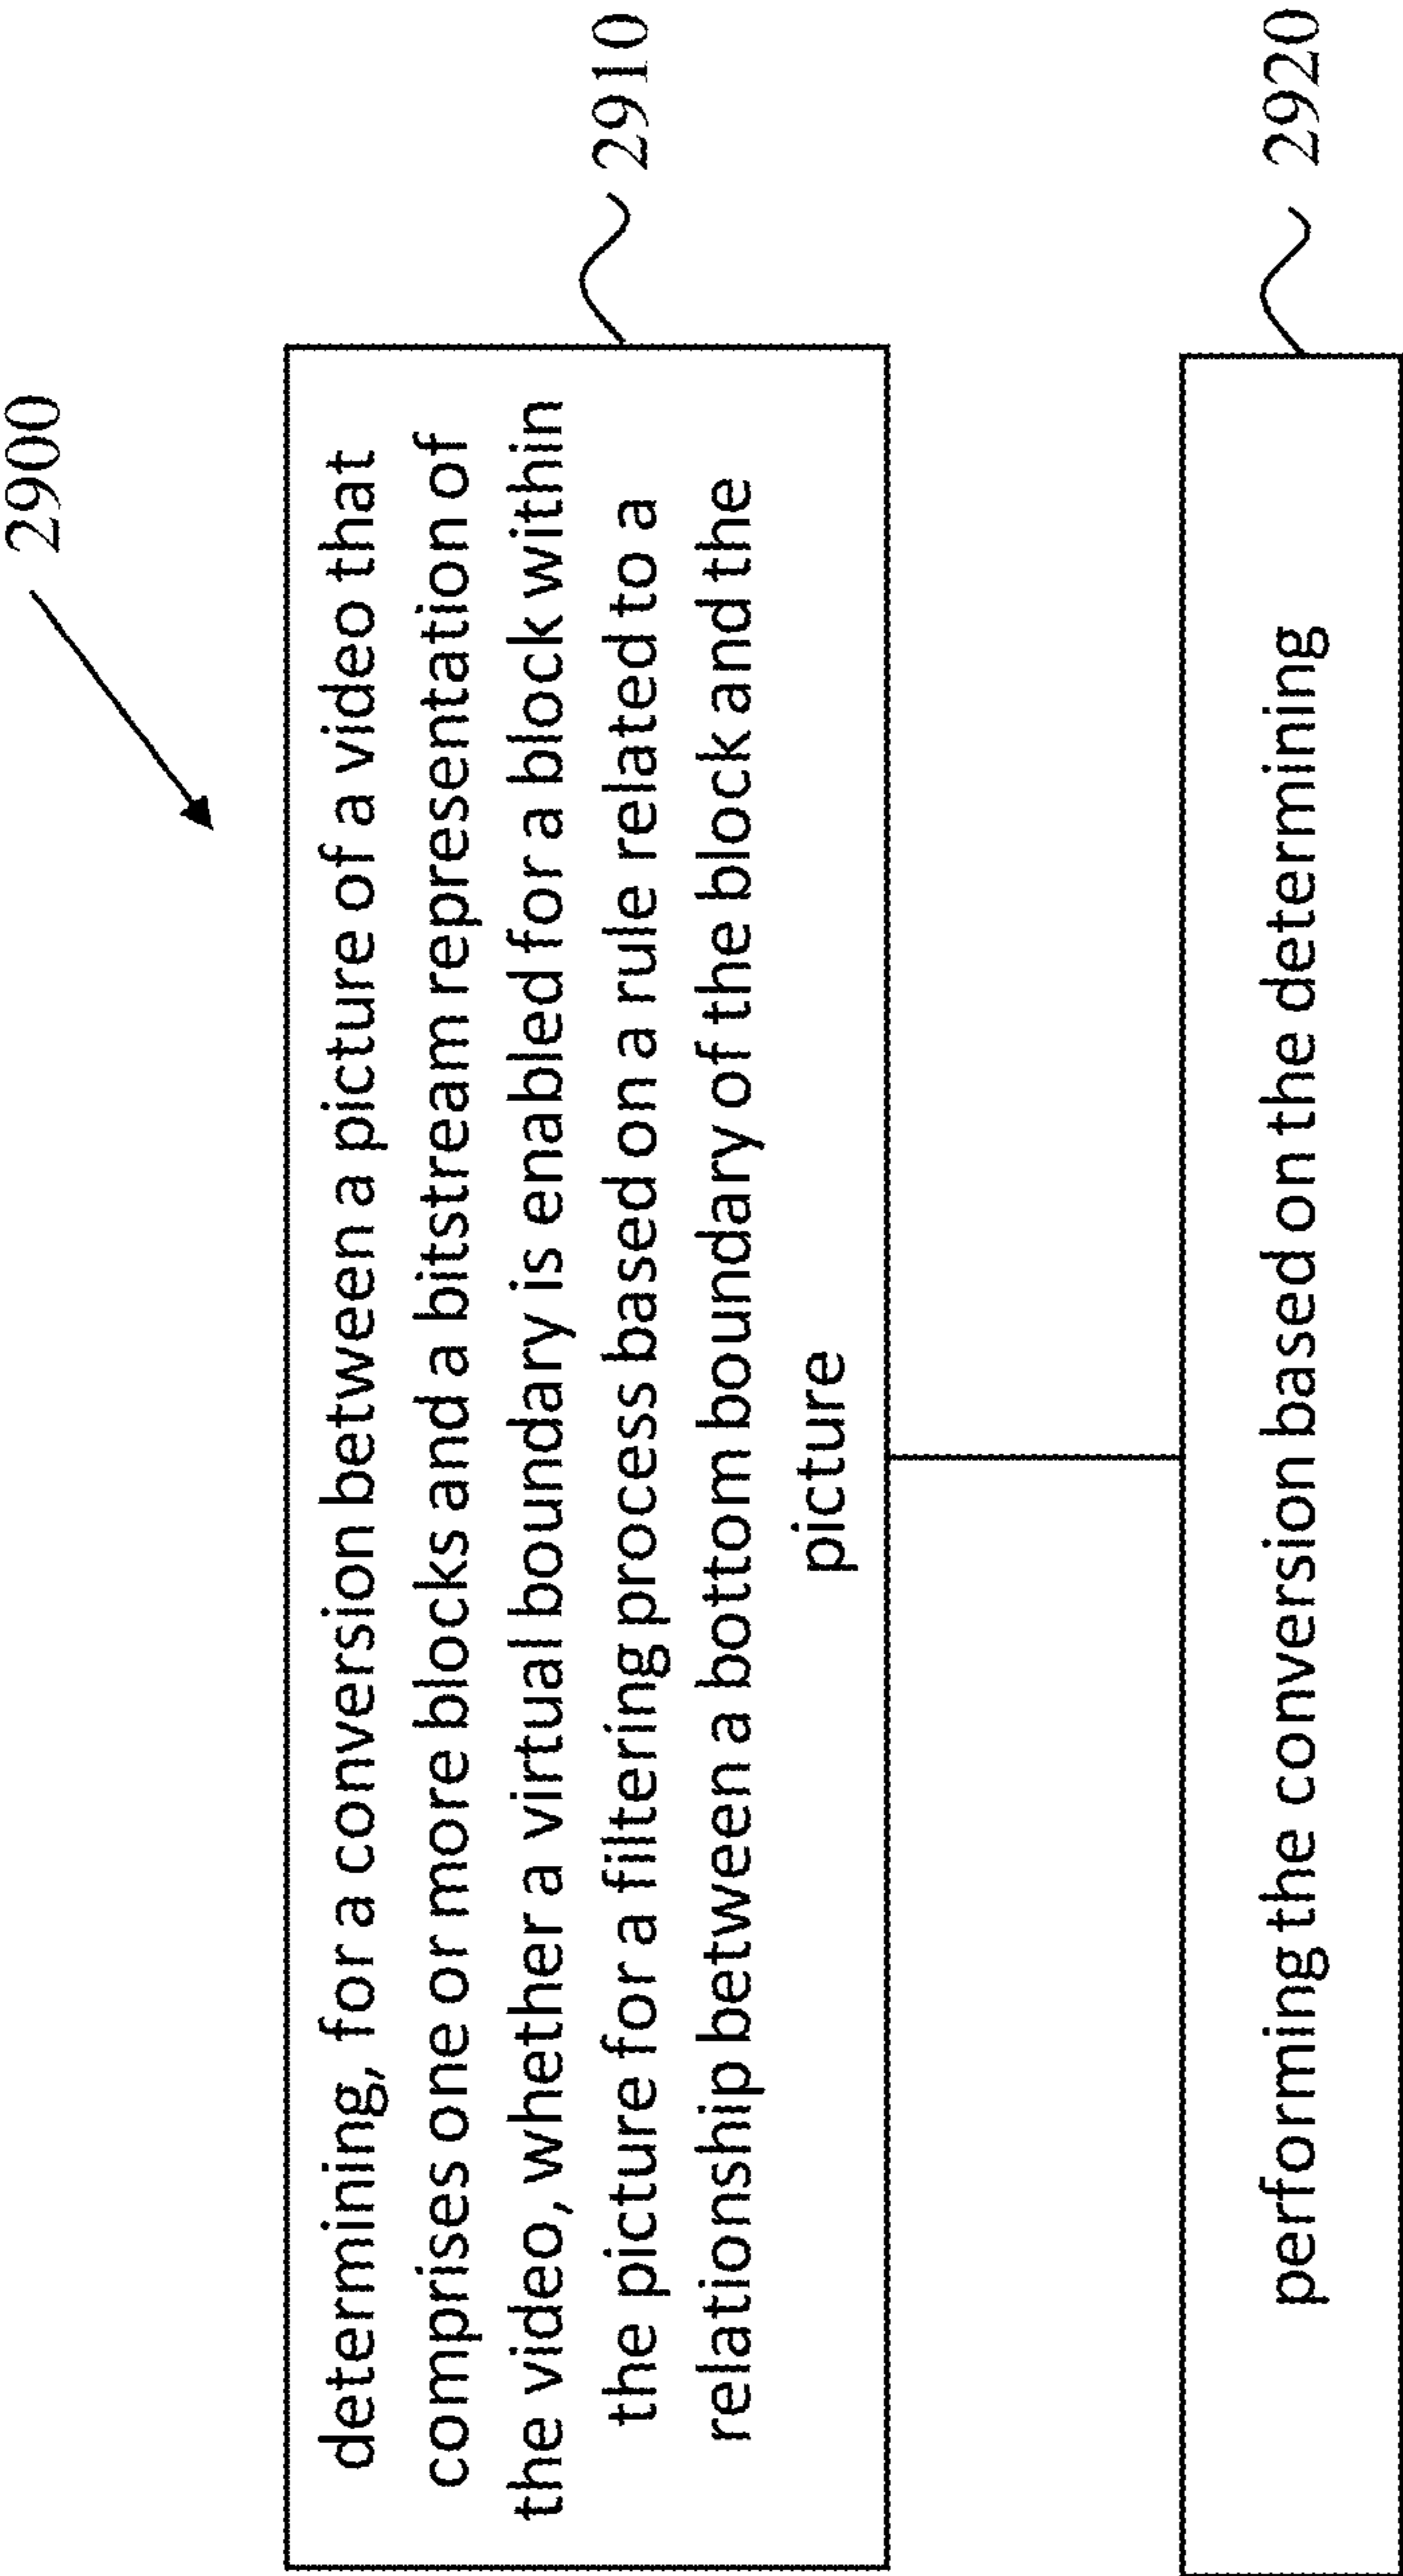 2900
determining, for a conversion between a picture of a video that
comprises one or more blocks and a bitstream representation of
the video, whether a virtual boundary is enabled for a block within
the picture for a filtering process based on a rule related to a
relationship between a bottom boundary of the block and the
picture
2910
performing the conversion based on the determining
2920